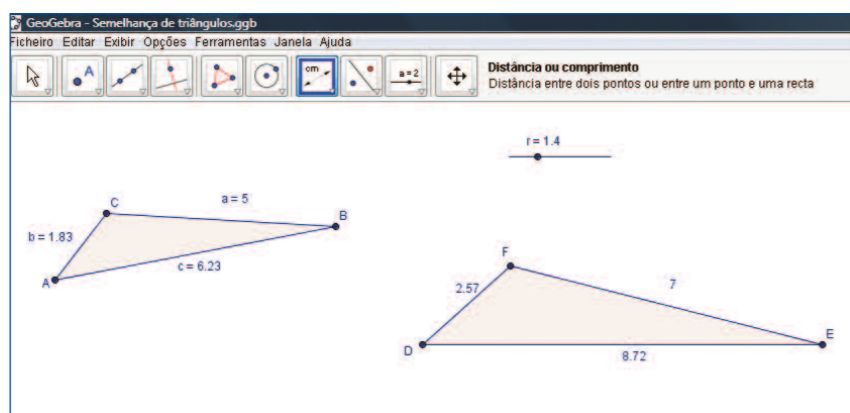 GeoGebra - Semelhança de triângulos.ggb
Ficheiro Editar Exibir Opções Ferramentas Janela Ajuda
A
cm
a=2
Distância ou comprimento
Distância entre dois pontos ou entre um ponto e uma recta
r = 1.4
C
a = 5
B
b = 1.83
c = 6.23
A
F
2.57
7
D
E
8.72